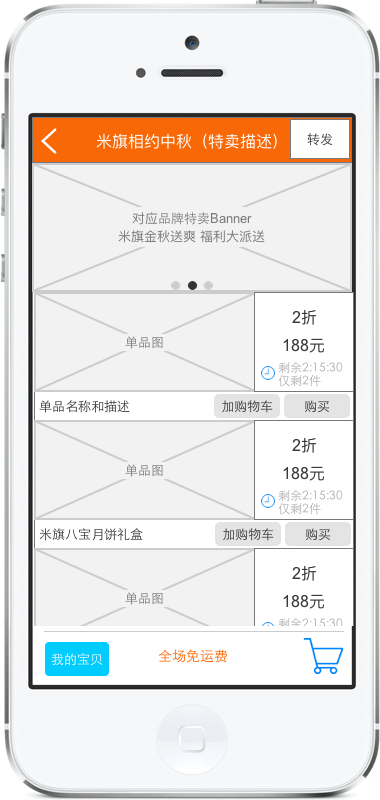 米旗相约中秋（特卖描述）
转发
对应品牌特卖Banner
米旗金秋送爽 福利大派送
单品图
2折
188元
剩余2:15:30
仅剩2件
单品名称和描述
加购物车
购买
单品图
2折
188元
剩余2:15:30
仅剩2件
米旗八宝月饼礼盒
加购物车
购买
单品图
2折
188元
剩余2:15:30
我的宝贝
全场免运费